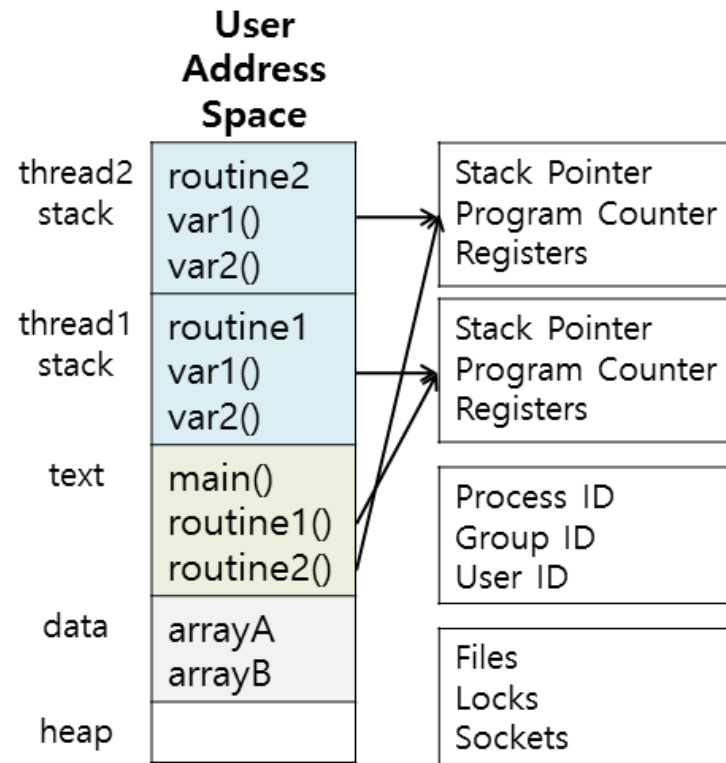 User
Address
Space
thread2
stack
routine2
var1()
var2()
Stack Pointer
Program Counter
Registers
thread1
stack
routine1
var1()
var2()
Stack Pointer
Program Counter
Registers
text
main()
routine1()
routine2()
Process ID
Group ID
User ID
data
arrayA
arrayB
Files
Locks
Sockets
heap